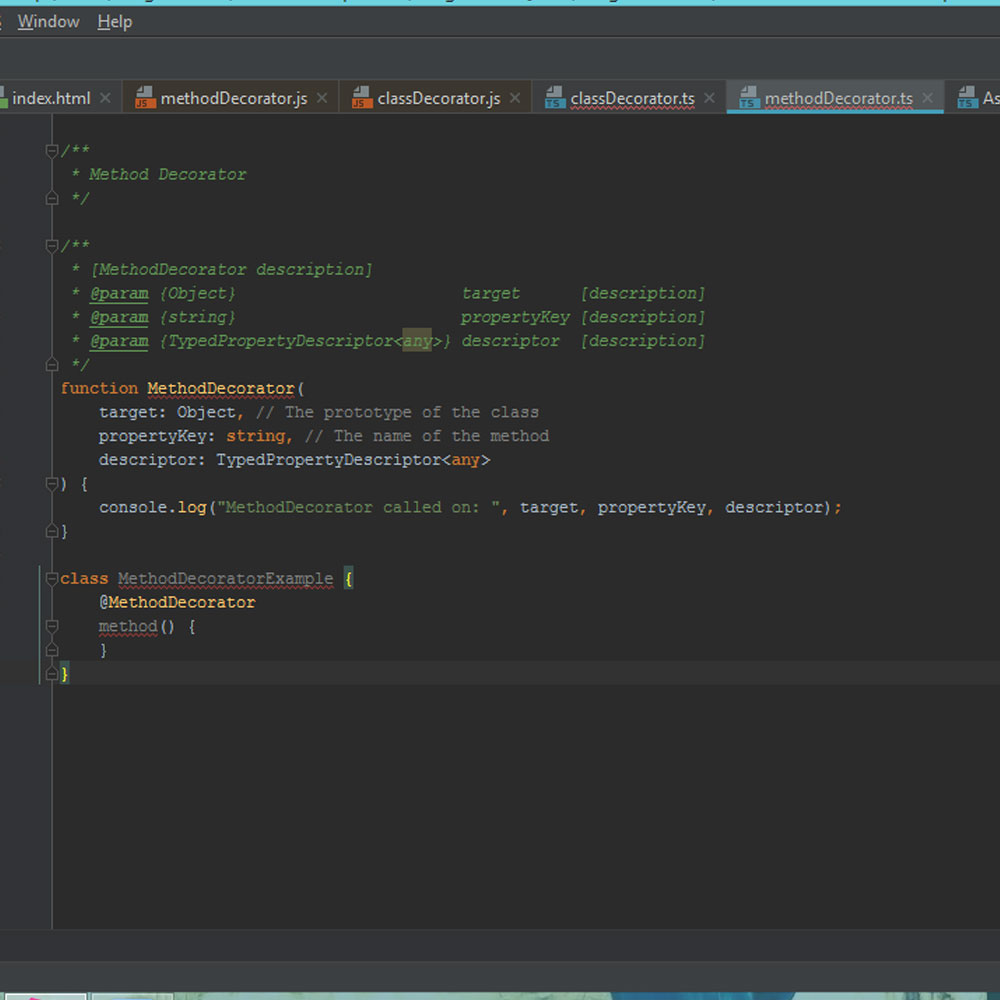 Window Help
index.html methodDecorator.js classDecorator.js classDecorator.ts methodDecorator.ts As
/**
* Method Decorator
*/
/**
* [MethodDecorator description]
* @param {Object} target [description]
* @param {string} propertyKey [description]
* @param {TypedPropertyDescriptor<any>} descriptor [description]
*/
function MethodDecorator(
target: Object, // The prototype of the class
propertyKey: string, // The name of the method
descriptor: TypedPropertyDescriptor<any>
) {
console.log("MethodDecorator called on: ", target, propertyKey, descriptor);
}
class MethodDecoratorExample {
@MethodDecorator
method() {
}
}